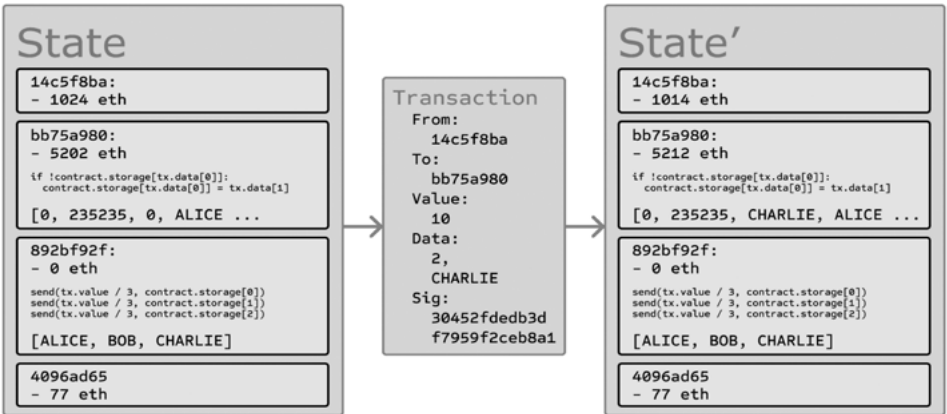 State
14c5f8ba:
- 1024 eth
bb75a980:
- 5202 eth
if !contract.storage[tx.data[0]]:
contract.storage[tx.data[0]] = tx.data[1]
[0, 235235, 0, ALICE ...
892bf92f:
- 0 eth
send(tx.value / 3, contract.storage[0])
send(tx.value / 3, contract.storage[1])
send(tx.value / 3, contract.storage[2])
[ALICE, BOB, CHARLIE]
4096ad65
- 77 eth
Transaction
From:
14c5f8ba
To:
bb75a980
Value:
10
Data:
2,
CHARLIE
Sig:
30452fdedb3d
f7959f2ceb8a1
State’
14c5f8ba:
- 1014 eth
bb75a980:
- 5212 eth
if !contract.storage[tx.data[0]]:
contract.storage[tx.data[0]] = tx.data[1]
[0, 235235, CHARLIE, ALICE ...
892bf92f:
- 0 eth
send(tx.value / 3, contract.storage[0])
send(tx.value / 3, contract.storage[1])
send(tx.value / 3, contract.storage[2])
[ALICE, BOB, CHARLIE]
4096ad65
- 77 eth